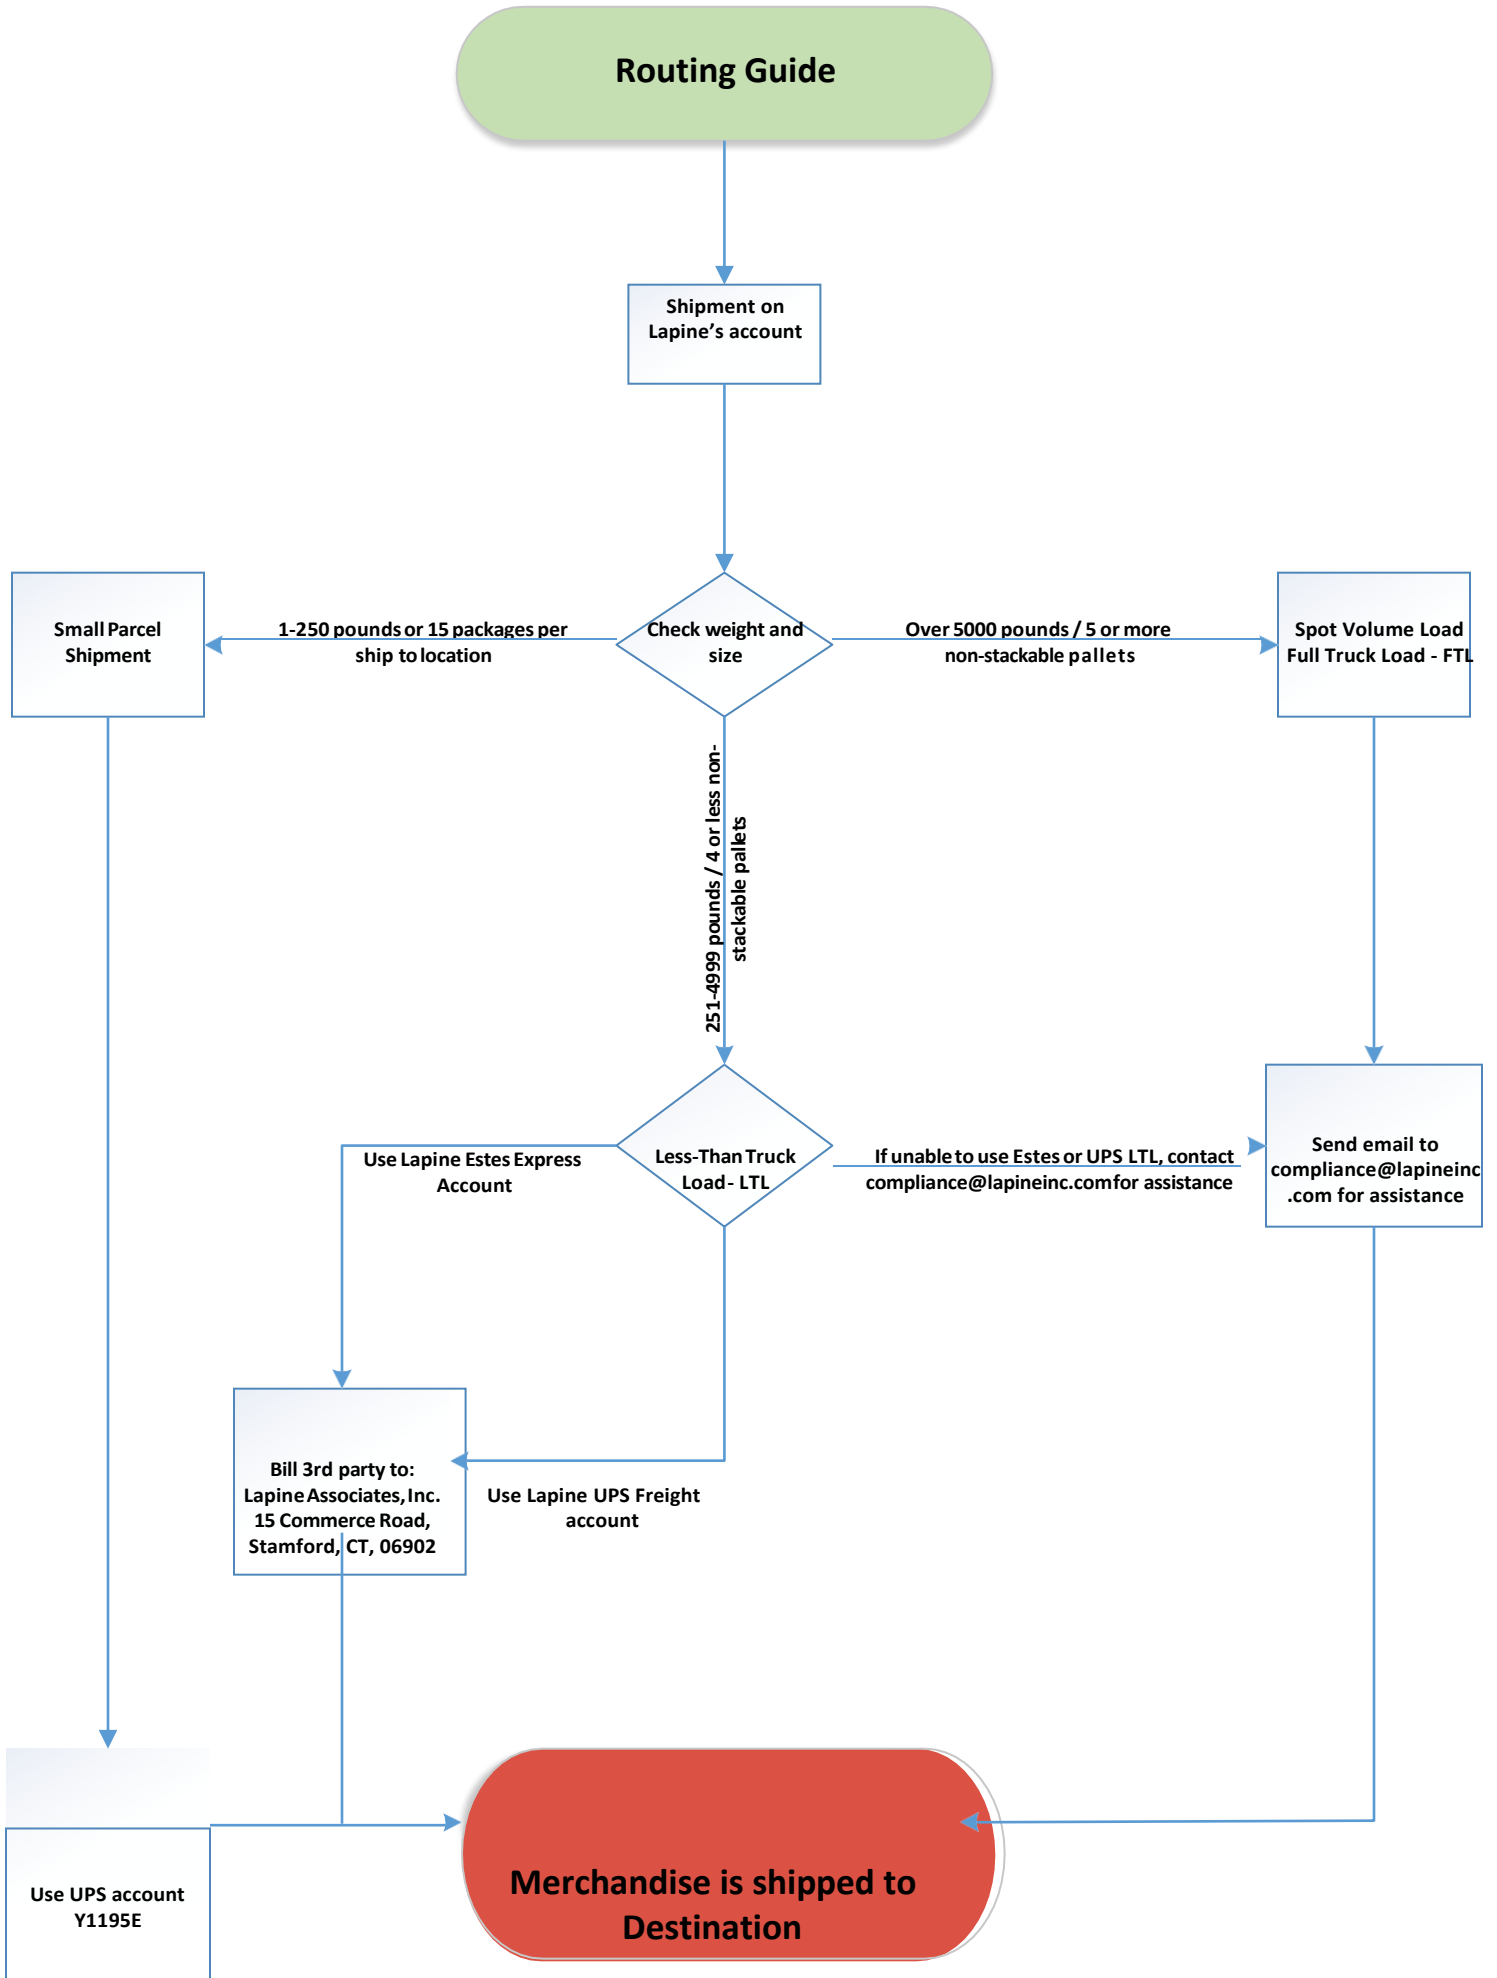 Routing Guide
Shipment on
Lapine’s account
Small Parcel
Shipment
1-250 pounds or 15 packages per
ship to location
Check weight and
size
Over 5000 pounds / 5 or more
non-stackable pallets
Spot Volume Load
Full Truck Load - FTL
251-4999 pounds / 4 or less non-
stackable pallets
Use Lapine Estes Express
Account
Less-Than Truck
Load - LTL
If unable to use Estes or UPS LTL, contact
compliance@lapineinc.com for assistance
Send email to
compliance@lapineinc
.com for assistance
Bill 3rd party to:
Lapine Associates, Inc.
15 Commerce Road,
Stamford, CT, 06902
Use Lapine UPS Freight
account
Use UPS account
Y1195E
Merchandise is shipped to
Destination